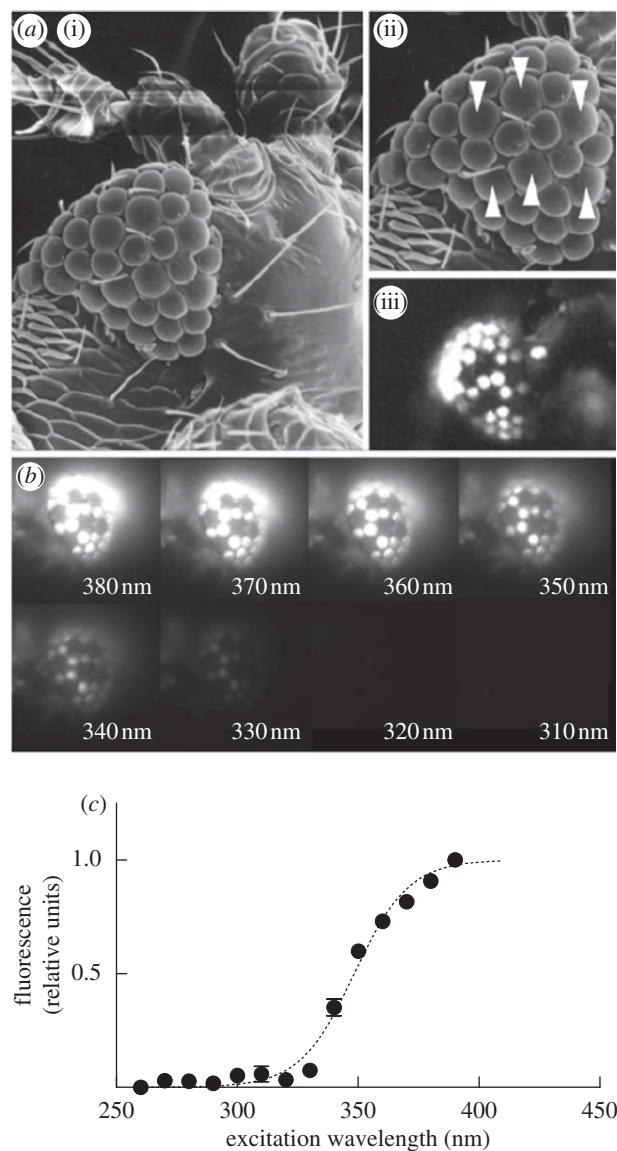 (a) (i)
(ii)
(iii)
(b)
380 nm 370 nm 360 nm 350 nm
340 nm 330 nm 320 nm 310 nm
(c)
1.0
0.5
fluorescence
(relative units)
250 300 350 400 450
excitation wavelength (nm)